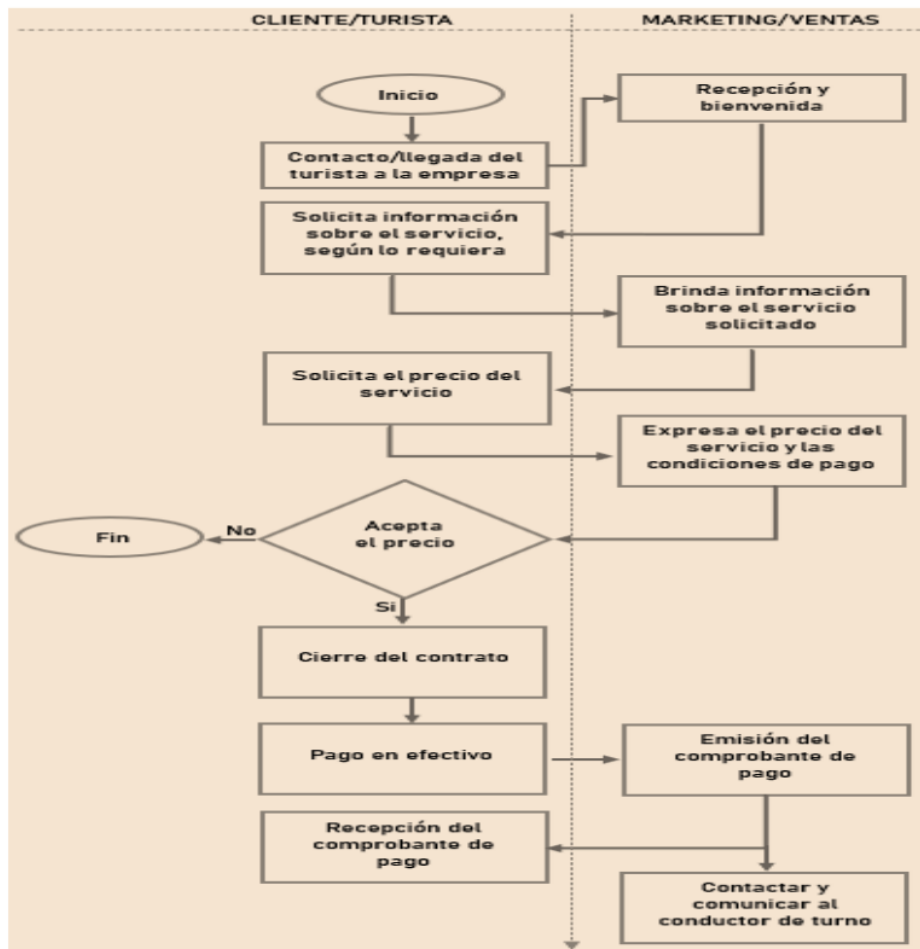 CLIENTE/TURISTA
MARKETING/VENTAS
Inicio
Recepción y
bienvenida
Contacto/llegada del
turista a la empresa
Solicita información
sobre el servicio,
según lo requiera
Brinda información
sobre el servicio
solicitado
Solicita el precio del
servicio
Expresa el precio del
servicio y las
condiciones de pago
Acepta
el precio
No
Fin
Si
Cierre del contrato
Pago en efectivo
Emisión del
comprobante de
pago
Recepción del
comprobante de
pago
Contactar y
comunicar al
conductor de turno